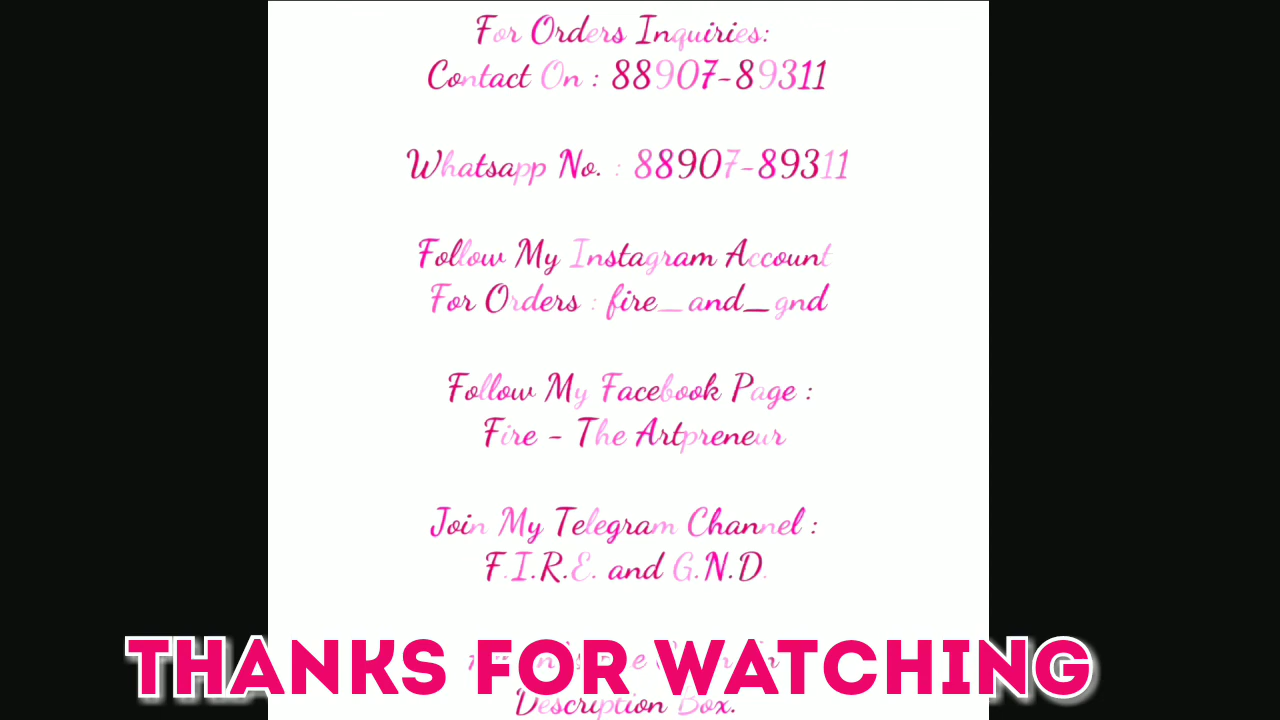 For Orders Inquiries:
Contact On : 88907-89311
Whatsapp No. : 88907-89311
Follow My Instagram Account
For Orders : fire_and_gnd
Follow My Facebook Page :
Fire - The Artpreneur
Join My Telegram Channel :
F.I.R.E. and G.N.D.
THANKS FOR WATCHING
Description Box.